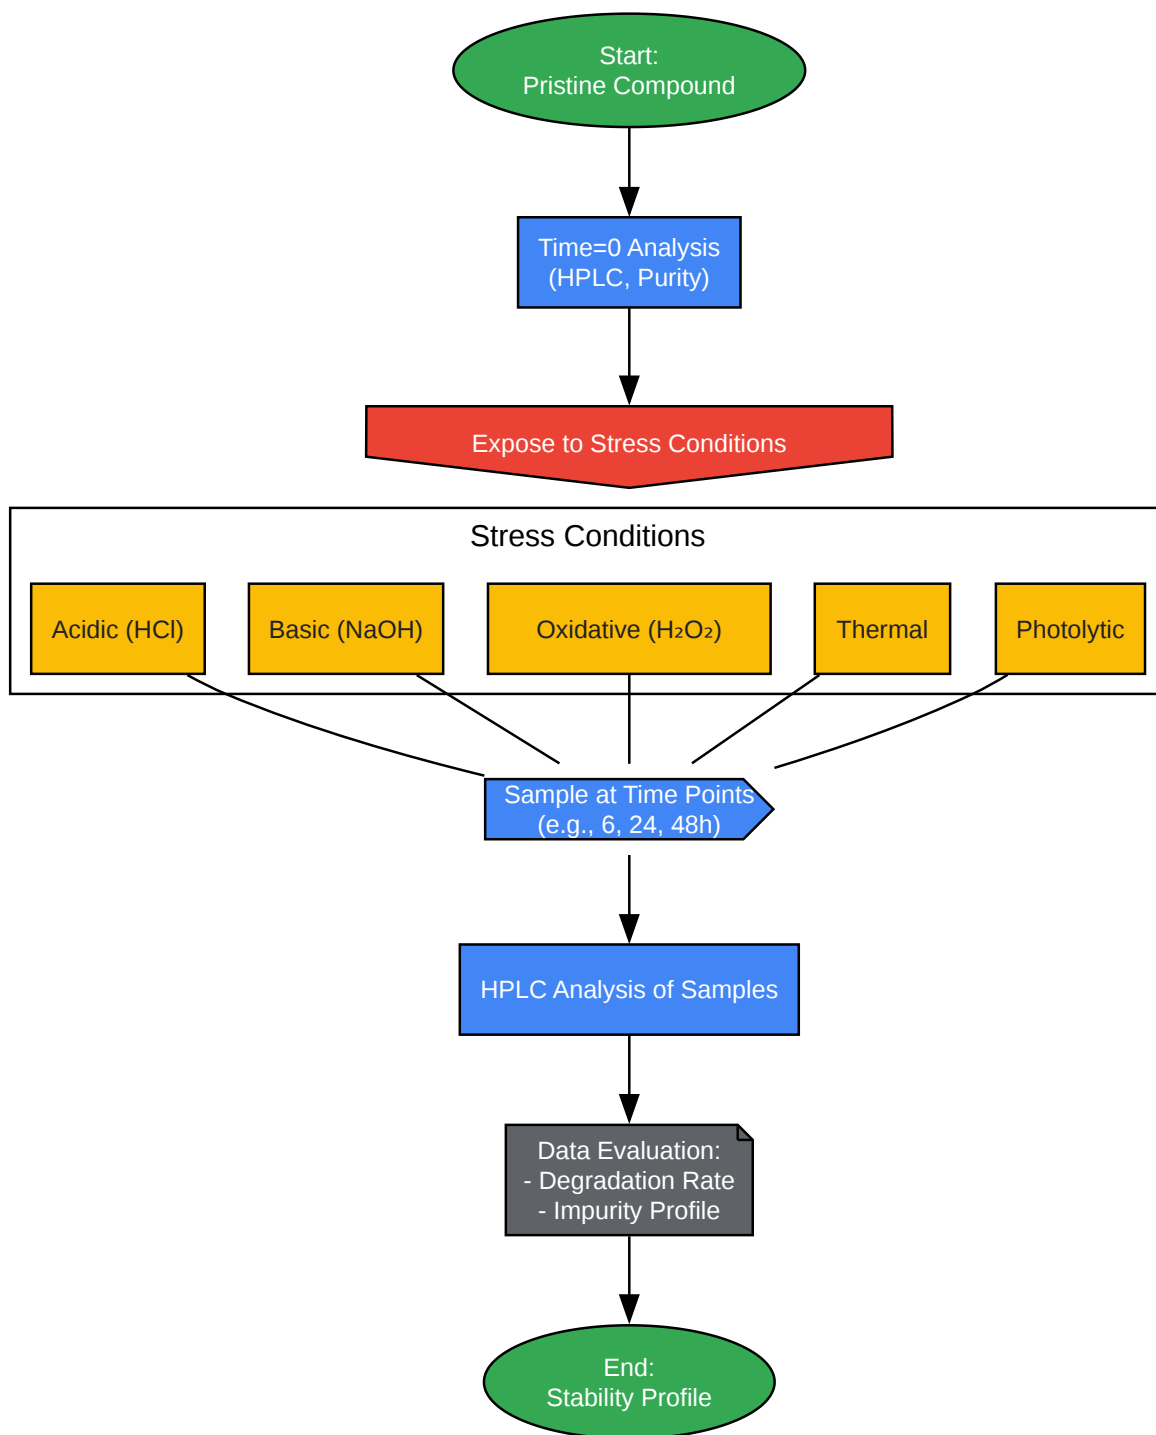 Start:
Pristine Compound
Time=0 Analysis
(HPLC, Purity)
Expose to Stress Conditions
Stress Conditions
Acidic (HCl)
Basic (NaOH)
Oxidative (H₂O₂)
Thermal
Photolytic
Sample at Time Points
(e.g., 6, 24, 48h)
HPLC Analysis of Samples
Data Evaluation:
- Degradation Rate
- Impurity Profile
End:
Stability Profile